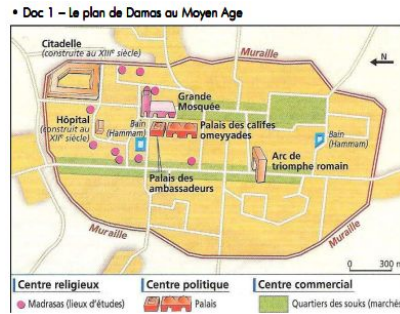 • Doc 1 – Le plan de Damas au Moyen Age
Citadelle
(construite au XIIIe siècle)
Muraille
N
Grande
Mosquée
Hôpital
(construit au
XIIe siècle)
Bain
(Hammam)
Palais des califes
omeyyades
Bain
(Hammam)
Arc de
triomphe romain
Palais des
ambassadeurs
Muraille
Muraille
0 300 m
Centre religieux
Madrasas (lieux d'études)
Centre politique
Palais
Centre commercial
Quartiers des souks (marchés)